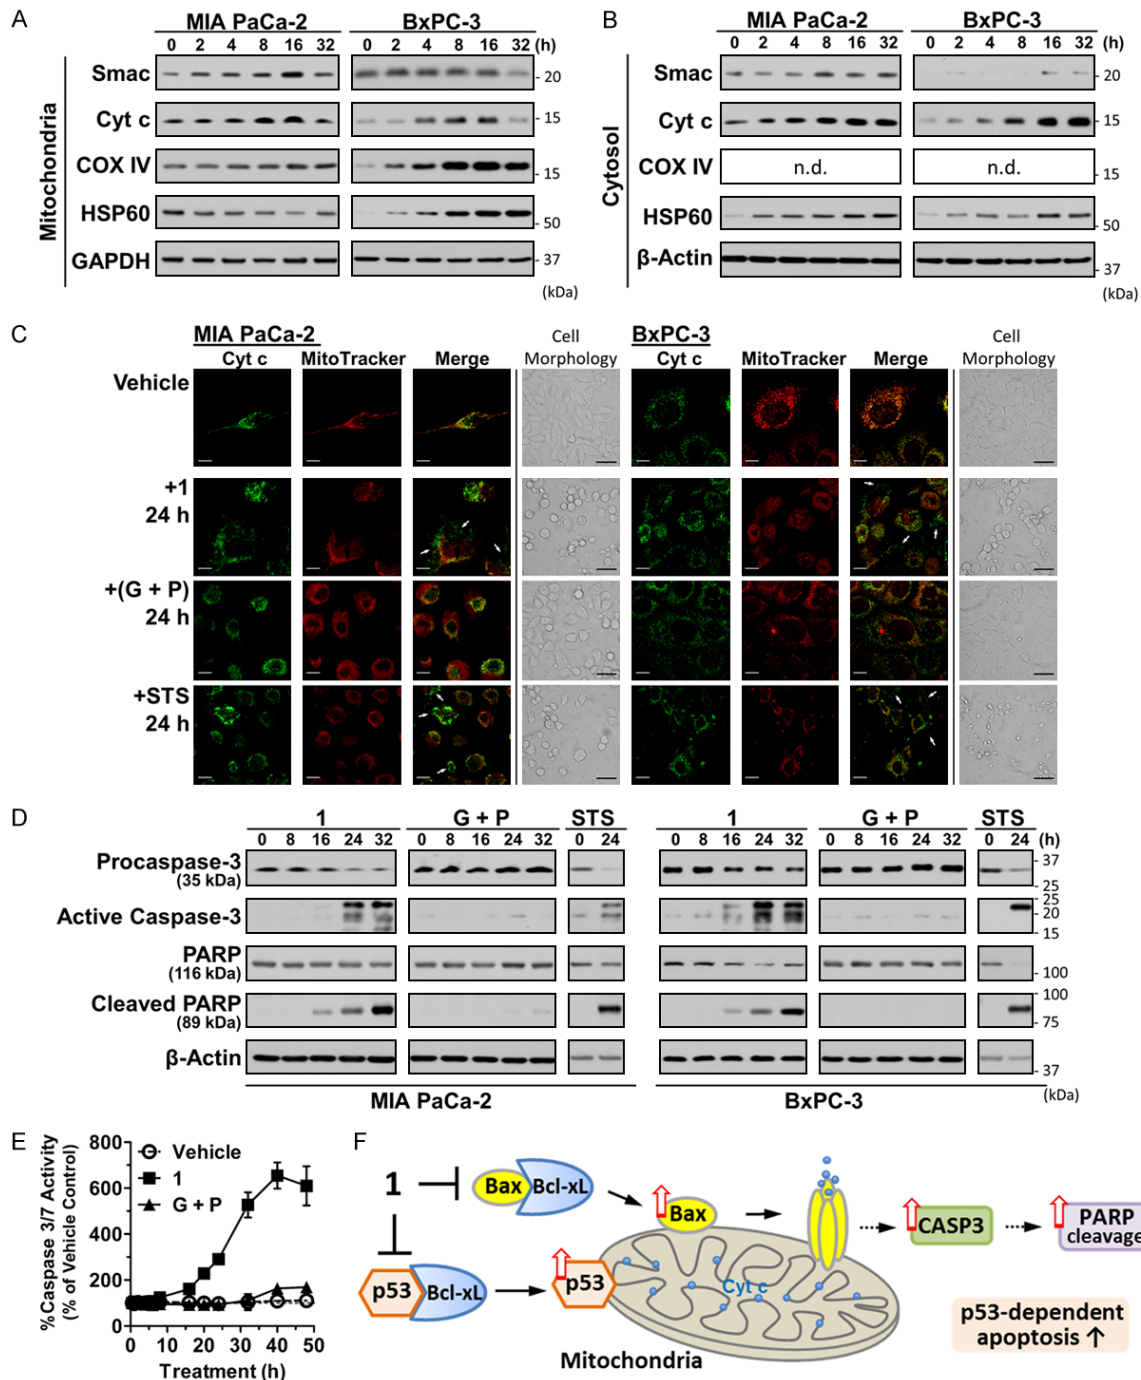 A
MIA PaCa-2 BxPC-3
0 2 4 8 16 32 0 2 4 8 16 32 (h)
Mitochondria
Smac - 20
Cyt c - 15
COX IV - 15
HSP60 - 50
GAPDH - 37
(kDa)
B
MIA PaCa-2 BxPC-3
0 2 4 8 16 32 0 2 4 8 16 32 (h)
Cytosol
Smac - 20
Cyt c - 15
COX IV n.d. n.d. - 15
HSP60 - 50
β-Actin - 37
(kDa)
C
MIA PaCa-2 Cell BxPC-3 Cell
Cyt c MitoTracker Merge Morphology Cyt c MitoTracker Merge Morphology
Vehicle
+1
24 h
+(G + P)
24 h
+STS
24 h
D
1 G + P STS 1 G + P STS
0 8 16 24 32 0 8 16 24 32 0 24 0 8 16 24 32 0 8 16 24 32 0 24 (h)
Procaspase-3 - 37
(35 kDa) - 25
Active Caspase-3 - 25
- 20
- 15
PARP
(116 kDa) - 100
Cleaved PARP - 100
(89 kDa) - 75
β-Actin
- 37
MIA PaCa-2 BxPC-3 (kDa)
E
%Caspase 3/7 Activity
(% of Vehicle Control)
800
600
400
200
0
Vehicle
1
G + P
0 10 20 30 40 50
Treatment (h)
F
1
Bax Bcl-xL
Bax
CASP3
PARP
cleavage
p53 Bcl-xL
p53
Cyt c
Mitochondria
p53-dependent
apoptosis ↑